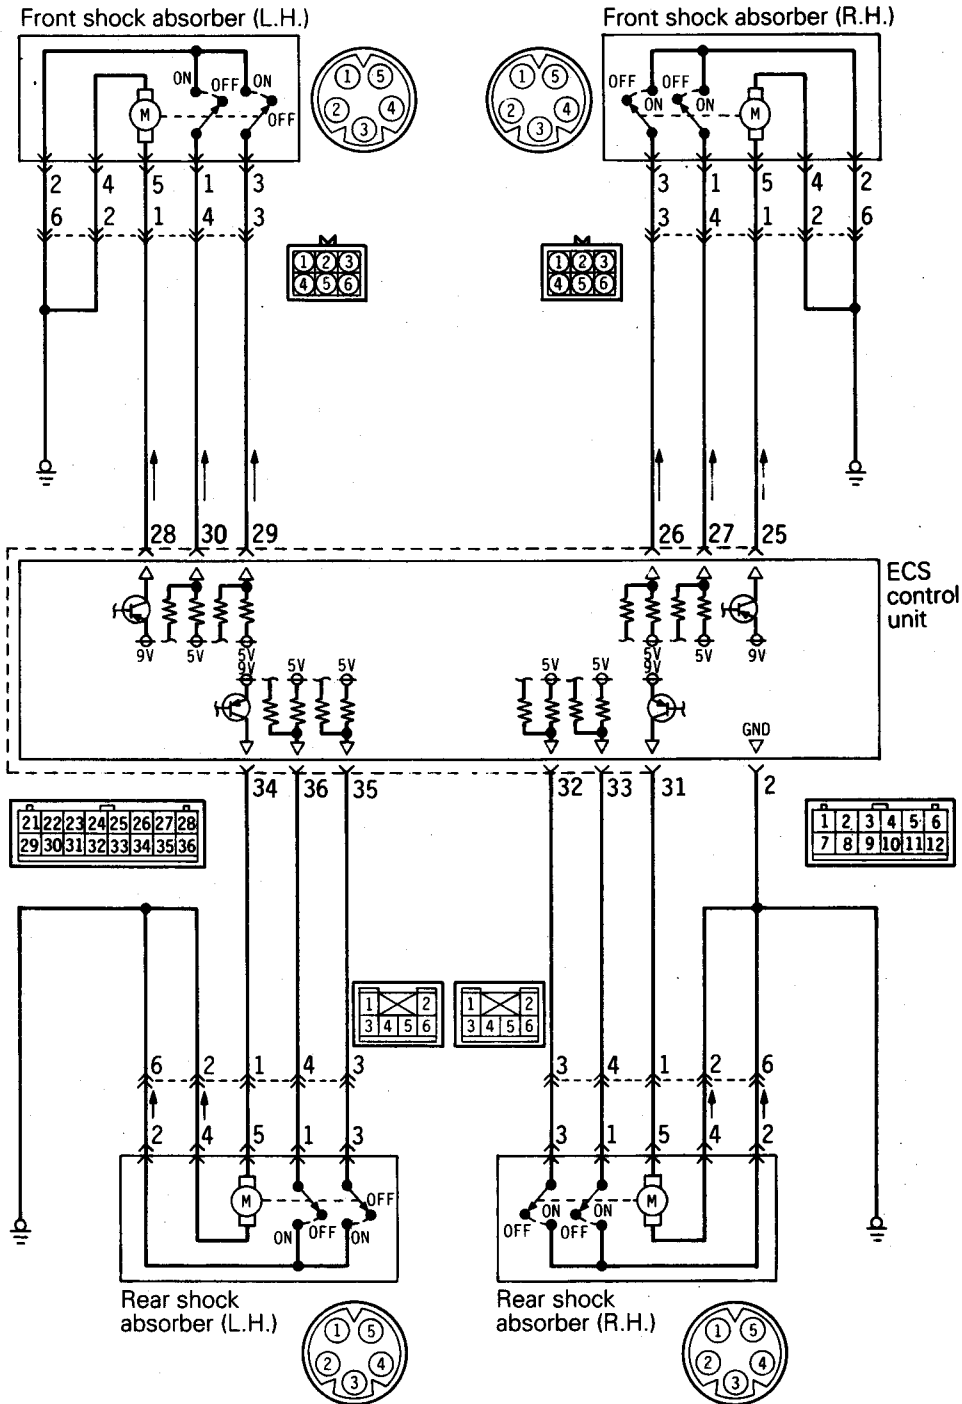 Front shock absorber (L.H.) Front shock absorber (R.H.)
ON OFF ON OFF
M
1 5 2 4 3
1 5 2 4 3
OFF OFF ON ON
M
2 4 5 1 3 3 1 5 4 2
6 2 1 4 3 3 4 1 2 6
1 2 3
4 5 6
1 2 3
4 5 6
28 30 29 26 27 25
ECS
control
unit
9V 5V 5V 5V 5V 9V
9V 5V 5V 5V 5V 9V
GND
34 36 35 32 33 31 2
21 22 23 24 25 26 27 28
29 30 31 32 33 34 35 36
1 2 3 4 5 6
7 8 9 10 11 12
1 2
3 4 5 6
1 2
3 4 5 6
6 2 1 4 3 3 4 1 2 6
2 4 5 1 3 3 1 5 4 2
M OFF
ON OFF ON
ON ON M
OFF OFF
Rear shock
absorber (L.H.)
Rear shock
absorber (R.H.)
1 5 2 4 3
1 5 2 4 3